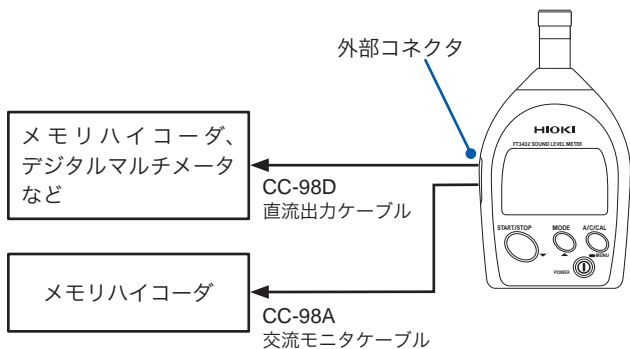 外部コネクタ
メモリハイコーダ、
デジタルマルチメータ
など
CC-98D
直流出力ケーブル
メモリハイコーダ
CC-98A
交流モニタケーブル
HIOKI
FT3432 SOUND LEVEL METER
START/STOP MODE A/C/CAL
MENU
POWER